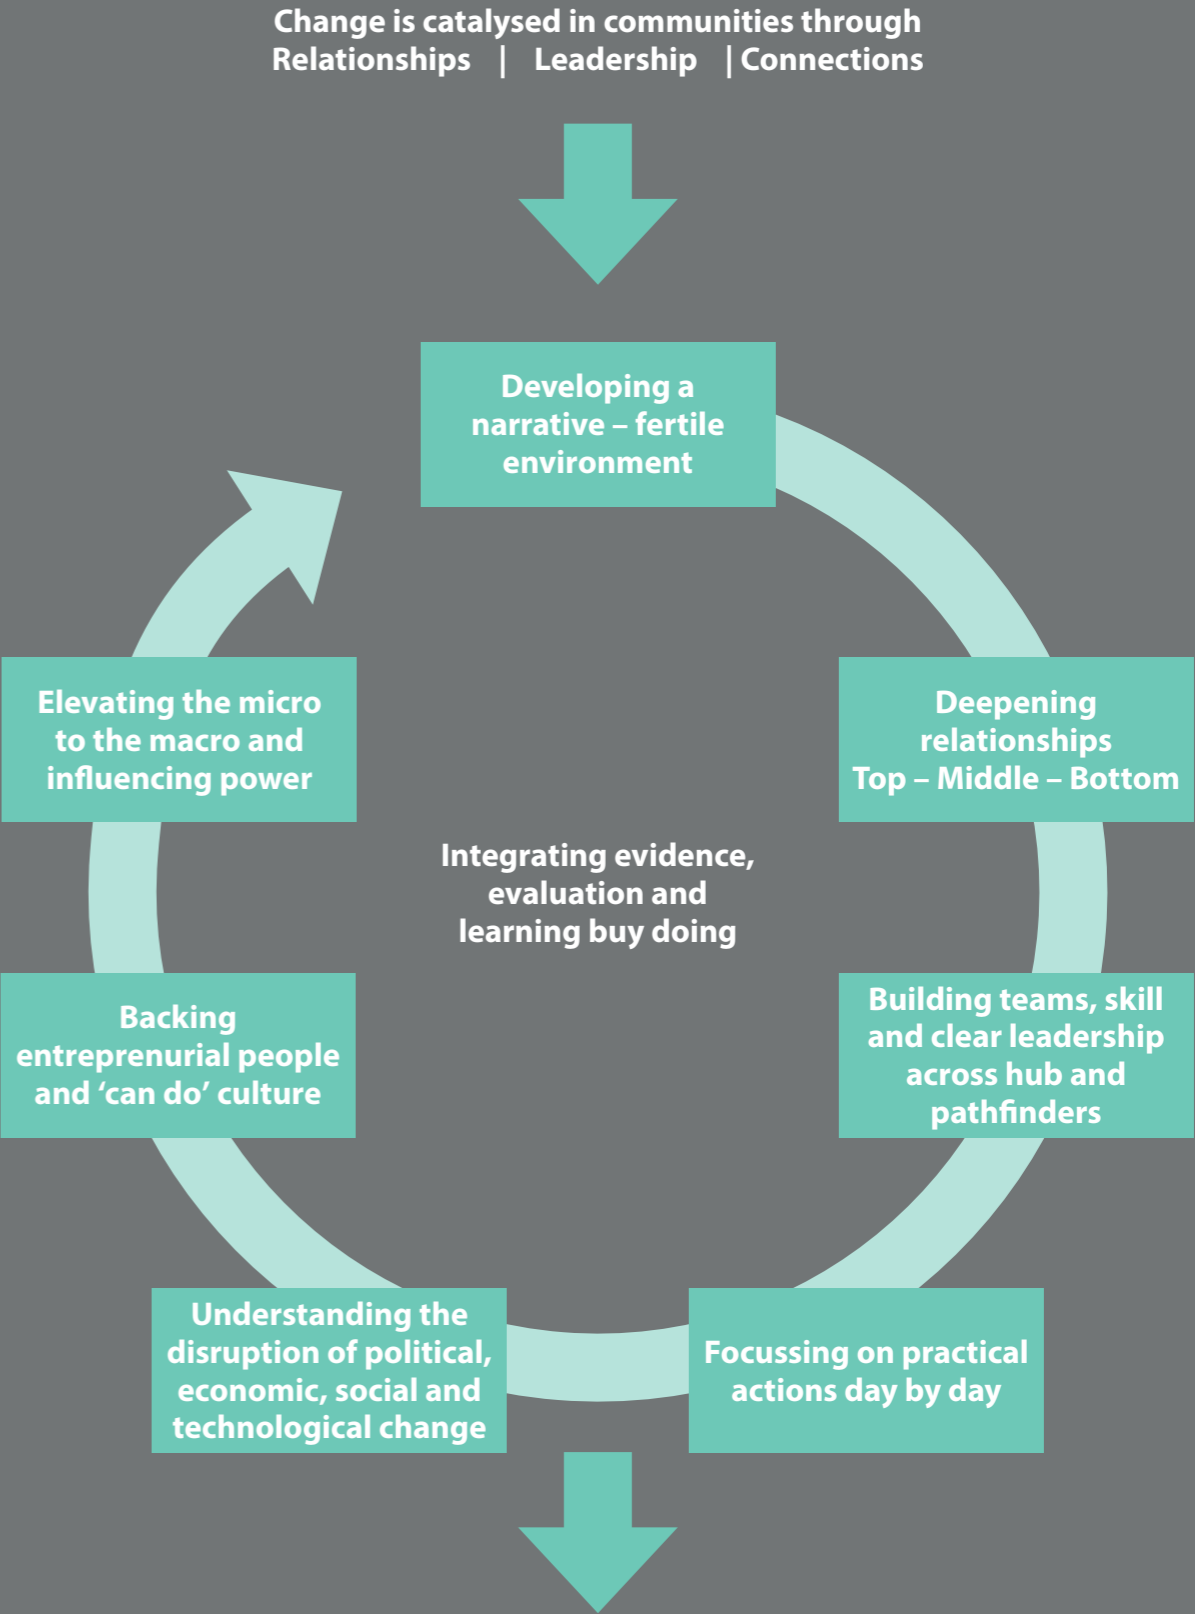 Change is catalysed in communities through
Relationships | Leadership | Connections
Developing a
narrative – fertile
environment
Deepening
relationships
Top – Middle – Bottom
Building teams, skill
and clear leadership
across hub and
pathfinders
Focussing on practical
actions day by day
Understanding the
disruption of political,
economic, social and
technological change
Backing
entreprenurial people
and ‘can do’ culture
Elevating the micro
to the macro and
influencing power
Integrating evidence,
evaluation and
learning buy doing